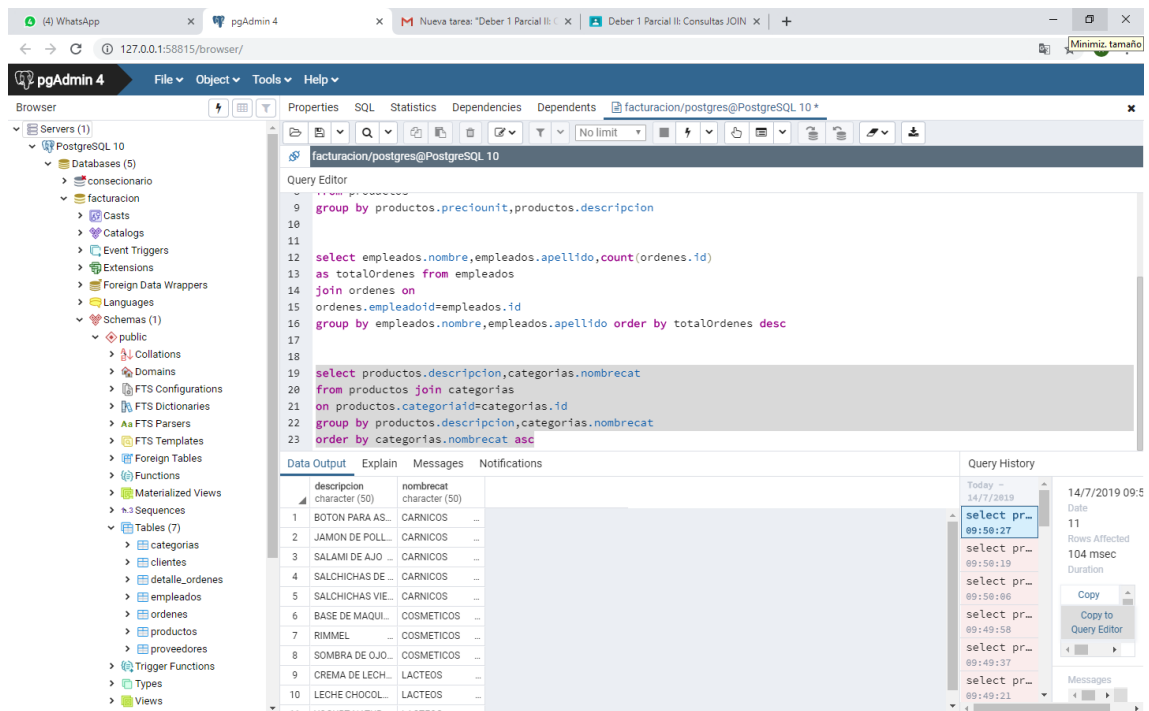 (4) WhatsApp
pgAdmin 4
Nueva tarea: "Deber 1 Parcial II: C
Deber 1 Parcial II: Consultas JOIN
127.0.0.1:58815/browser/
Minimiz. tamaño
pgAdmin 4
File Object Tools Help
Browser
Properties SQL Statistics Dependencies Dependents facturacion/postgres@PostgreSQL 10 *
No limit
Servers (1)
PostgreSQL 10
Databases (5)
consecionario
facturacion
Casts
Catalogs
Event Triggers
Extensions
Foreign Data Wrappers
Languages
Schemas (1)
public
Collations
Domains
FTS Configurations
FTS Dictionaries
FTS Parsers
FTS Templates
Foreign Tables
Functions
Materialized Views
Sequences
Tables (7)
categorias
clientes
detalle_ordenes
empleados
ordenes
productos
proveedores
Trigger Functions
Types
Views
facturacion/postgres@PostgreSQL 10
Query Editor
8 from productos
9 group by productos.preciounit,productos.descripcion
10
11
12 select empleados.nombre,empleados.apellido,count(ordenes.id)
13 as totalOrdenes from empleados
14 join ordenes on
15 ordenes.empleadoid=empleados.id
16 group by empleados.nombre,empleados.apellido order by totalOrdenes desc
17
18
19 select productos.descripcion,categorias.nombrecat
20 from productos join categorias
21 on productos.categoriaid=categorias.id
22 group by productos.descripcion,categorias.nombrecat
23 order by categorias.nombrecat asc
Data Output Explain Messages Notifications
descripcion nombrecat
character (50) character (50)
1 BOTON PARA AS... CARNICOS ...
2 JAMON DE POLL... CARNICOS ...
3 SALAMI DE AJO ... CARNICOS ...
4 SALCHICHAS DE ... CARNICOS ...
5 SALCHICHAS VIE... CARNICOS ...
6 BASE DE MAQUI... COSMETICOS ...
7 RIMMEL ... COSMETICOS ...
8 SOMBRA DE OJO... COSMETICOS ...
9 CREMA DE LECH... LACTEOS ...
10 LECHE CHOCOL... LACTEOS ...
Query History
Today -
14/7/2019
select pr...
09:50:27
select pr...
09:50:19
select pr...
09:50:06
select pr...
09:49:58
select pr...
09:49:37
select pr...
09:49:21
14/7/2019 09:5
Date
11
Rows Affected
104 msec
Duration
Copy
Copy to
Query Editor
Messages